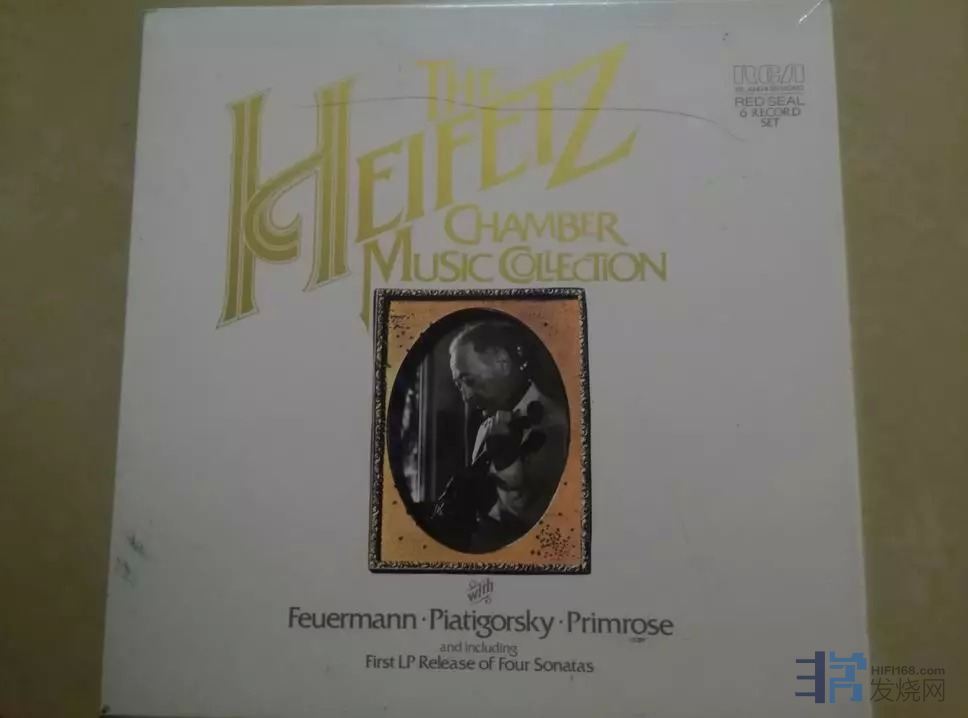 THE
HEIFETZ
CHAMBER
MUSIC COLLECTION
RCA
RED SEAL
6 RECORD
SET
with
Feuermann · Piatigorsky · Primrose
and including
First LP Release of Four Sonatas
HIFI168.com
发烧网